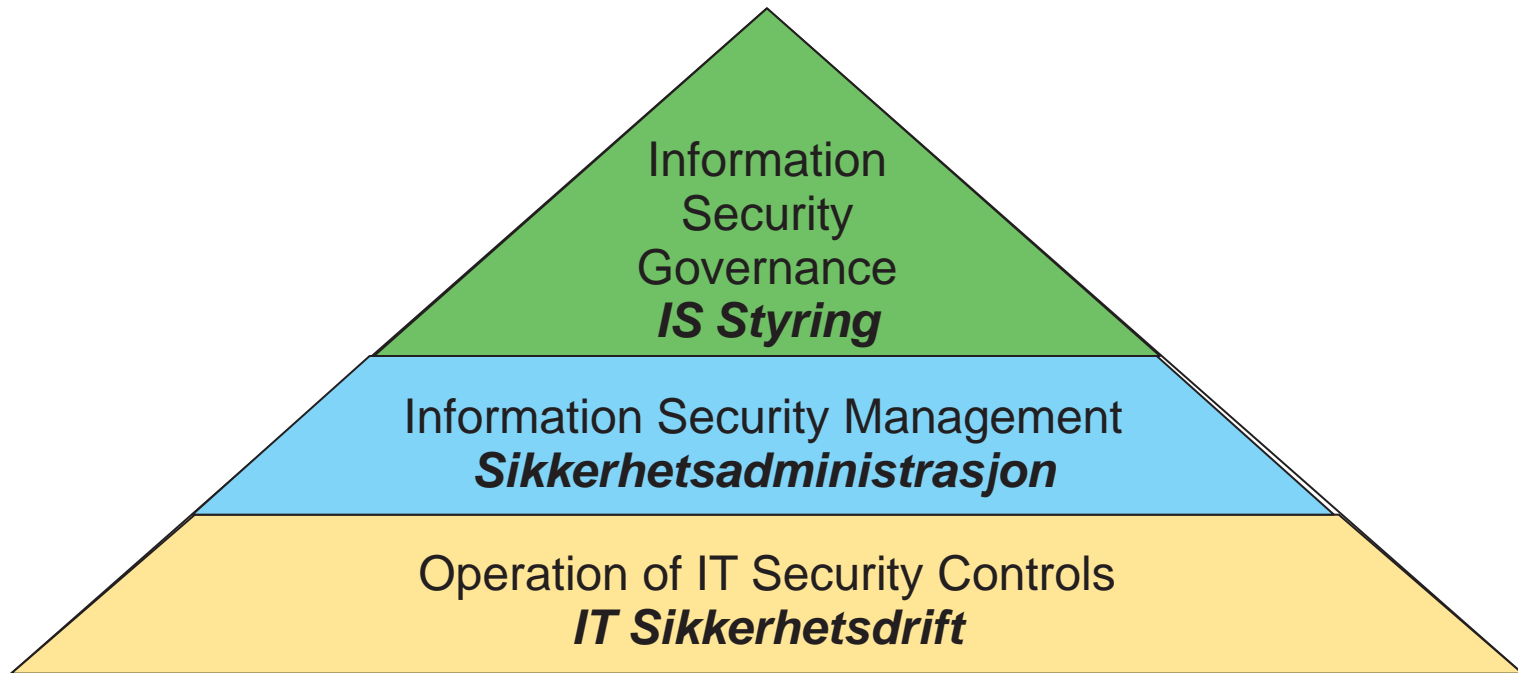 Information
Security
Governance
IS Styring
Information Security Management
Sikkerhetsadministrasjon
Operation of IT Security Controls
IT Sikkerhetsdrift